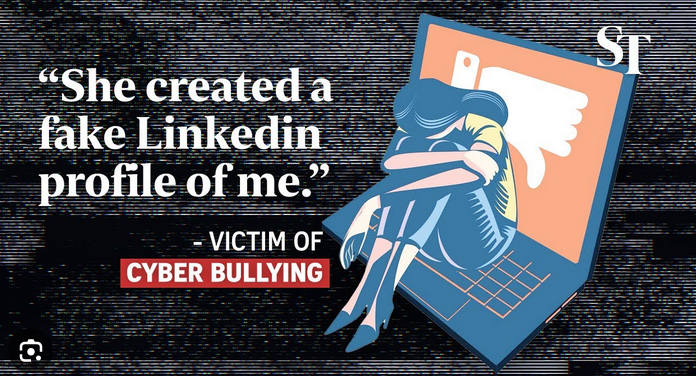 “She created a
fake Linkedin
profile of me.”
- VICTIM OF
CYBER BULLYING
ST